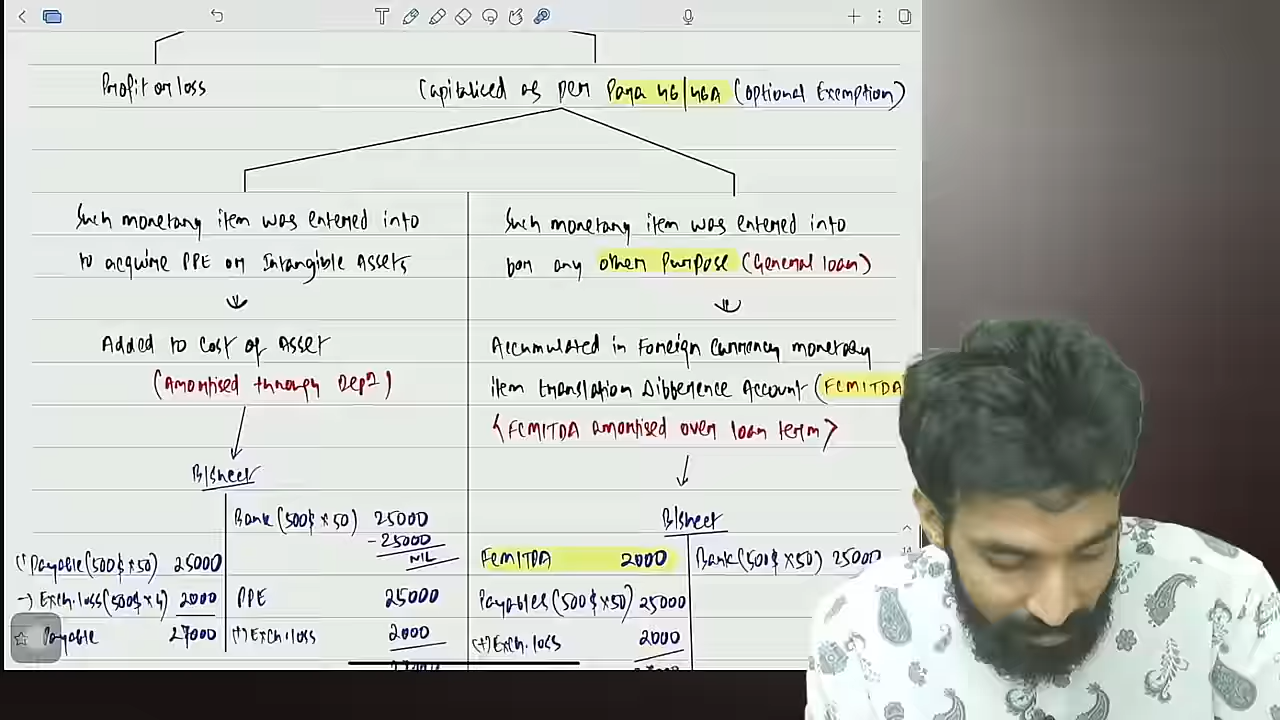 Profit or loss
Capitalised as per Para 46/46A (Optional Exemption)
Such monetary item was entered into
to acquire PPE or Intangible Assets
Added to Cost of Asset
(Amortised through Depn)
B/Sheet
Bank (500$ x 50) 25000
- 25000
NIL
Payable (500$ x 50) 25000
Exch. loss (500$ x 4) 2000
Payable 27000
PPE 25000
(+) Exch. loss 2000
Such monetary item was entered into
for any other Purpose (General loan)
Accumulated in Foreign Currency monetary
item translation Difference Account (FCMITDA
{FCMITDA amortised over loan term}
B/Sheet
FCMITDA 2000
Payables (500$ x 50) 25000
(+) Exch. loss 2000
Bank (500$ x 50) 25000